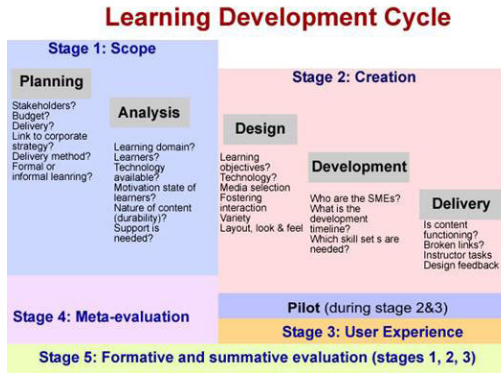 Learning Development Cycle
Stage 1: Scope
Planning
Stakeholders?
Budget?
Delivery?
Link to corporate
strategy?
Delivery method?
Formal or
informal leanring?
Analysis
Learning domain?
Learners?
Technology
available?
Motivation state of
learners?
Nature of content
(durability)?
Support is
needed?
Stage 2: Creation
Design
Learning
objectives?
Technology?
Media selection
Fostering
interaction
Variety
Layout, look & feel
Development
Who are the SMEs?
What is the
development
timeline?
Which skill set s are
needed?
Delivery
Is content
functioning?
Broken links?
Instructor tasks
Design feedback
Pilot (during stage 2&3)
Stage 4: Meta-evaluation
Stage 3: User Experience
Stage 5: Formative and summative evaluation (stages 1, 2, 3)